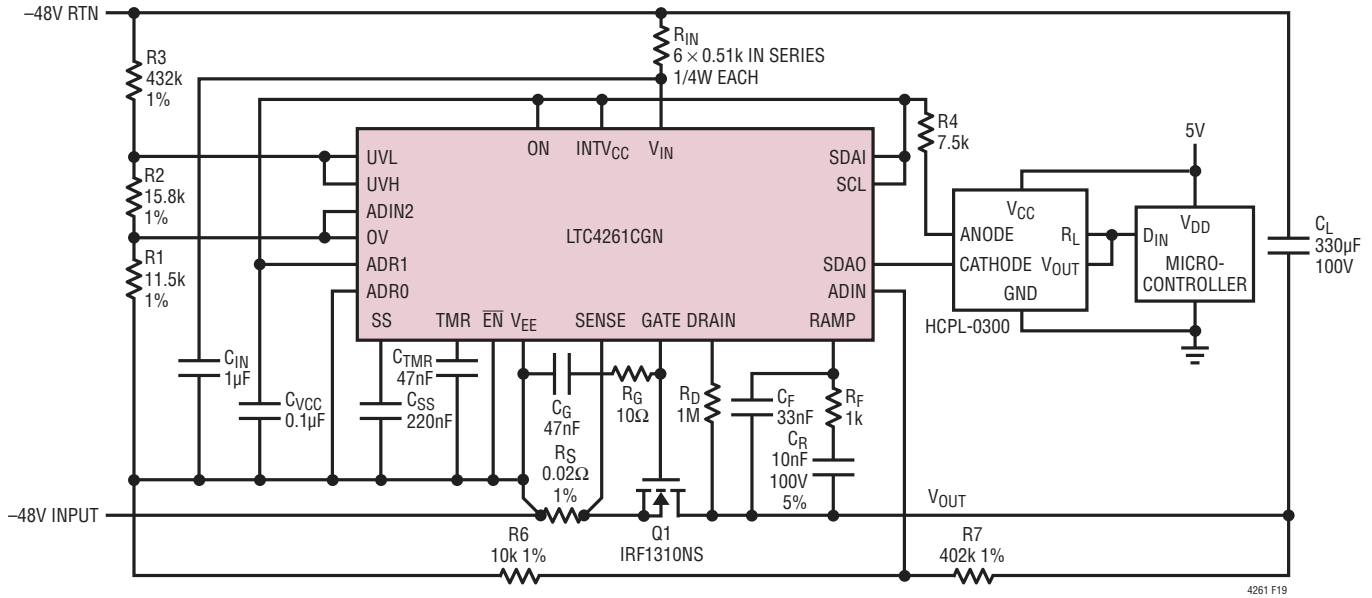 –48V RTN
R3
432k
1%
R2
15.8k
1%
R1
11.5k
1%
RIN
6 × 0.51k IN SERIES
1/4W EACH
ON
INTVCC
VIN
UVL
UVH
ADIN2
OV
ADR1
ADR0
LTC4261CGN
SDAI
SCL
SDAO
ADIN
SS
TMR
EN
VEE
SENSE
GATE
DRAIN
RAMP
R4
7.5k
5V
VCC
ANODE
CATHODE
RL
VOUT
GND
HCPL-0300
VDD
DIN
MICRO-
CONTROLLER
CL
330µF
100V
CIN
1µF
CVCC
0.1µF
CSS
220nF
CTMR
47nF
CG
47nF
RG
10Ω
RS
0.02Ω
1%
RD
1M
CF
33nF
RF
1k
CR
10nF
100V
5%
VOUT
–48V INPUT
Q1
IRF1310NS
R6
10k 1%
R7
402k 1%
4261 F19